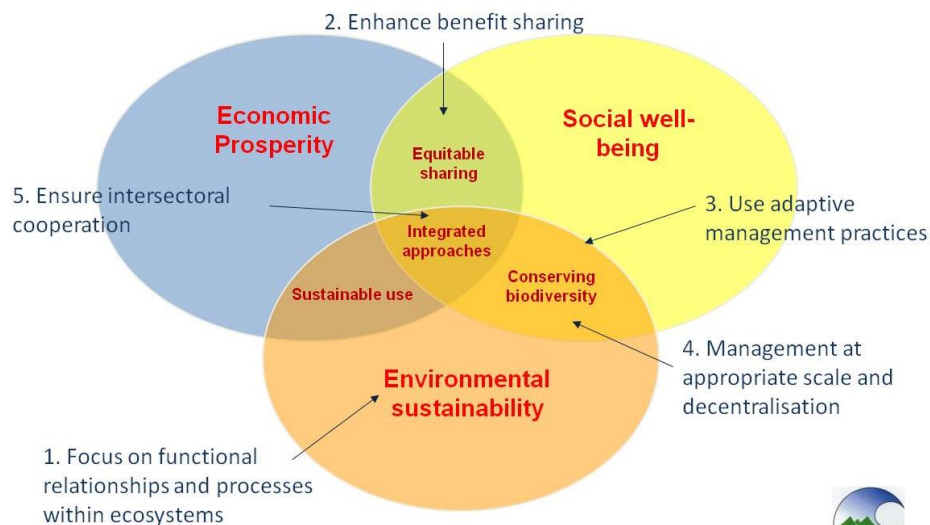 2. Enhance benefit sharing
Economic
Prosperity
Social well-
being
Equitable
sharing
5. Ensure intersectoral
cooperation
3. Use adaptive
management practices
Integrated
approaches
Conserving
biodiversity
Sustainable use
4. Management at
appropriate scale and
decentralisation
Environmental
sustainability
1. Focus on functional
relationships and processes
within ecosystems